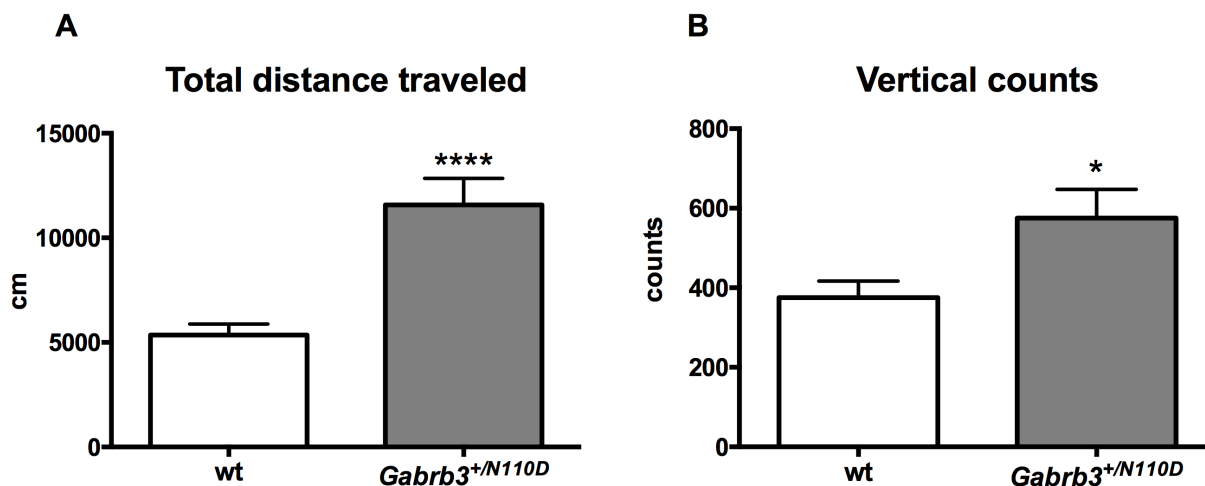 A
Total distance traveled
15000
10000
5000
0
cm
****
wt
Gabrb3+/N110D
B
Vertical counts
800
600
400
200
0
counts
*
wt
Gabrb3+/N110D